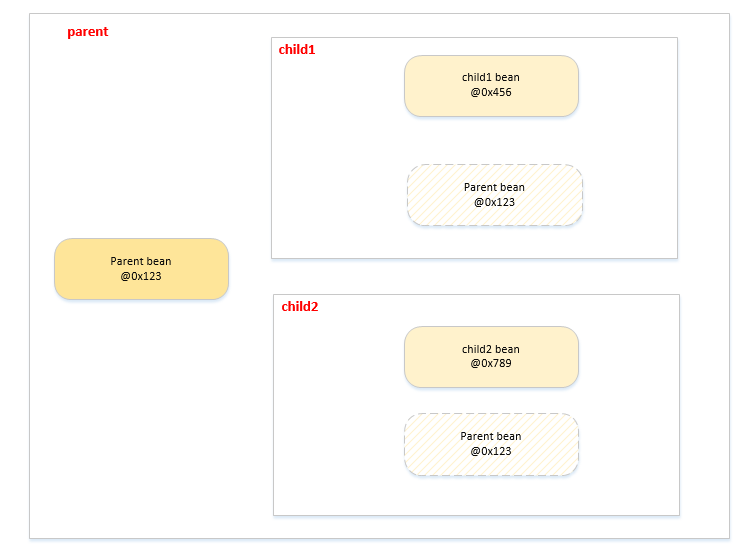 parent
child1
child1 bean
@0x456
Parent bean
@0x123
Parent bean
@0x123
child2
child2 bean
@0x789
Parent bean
@0x123